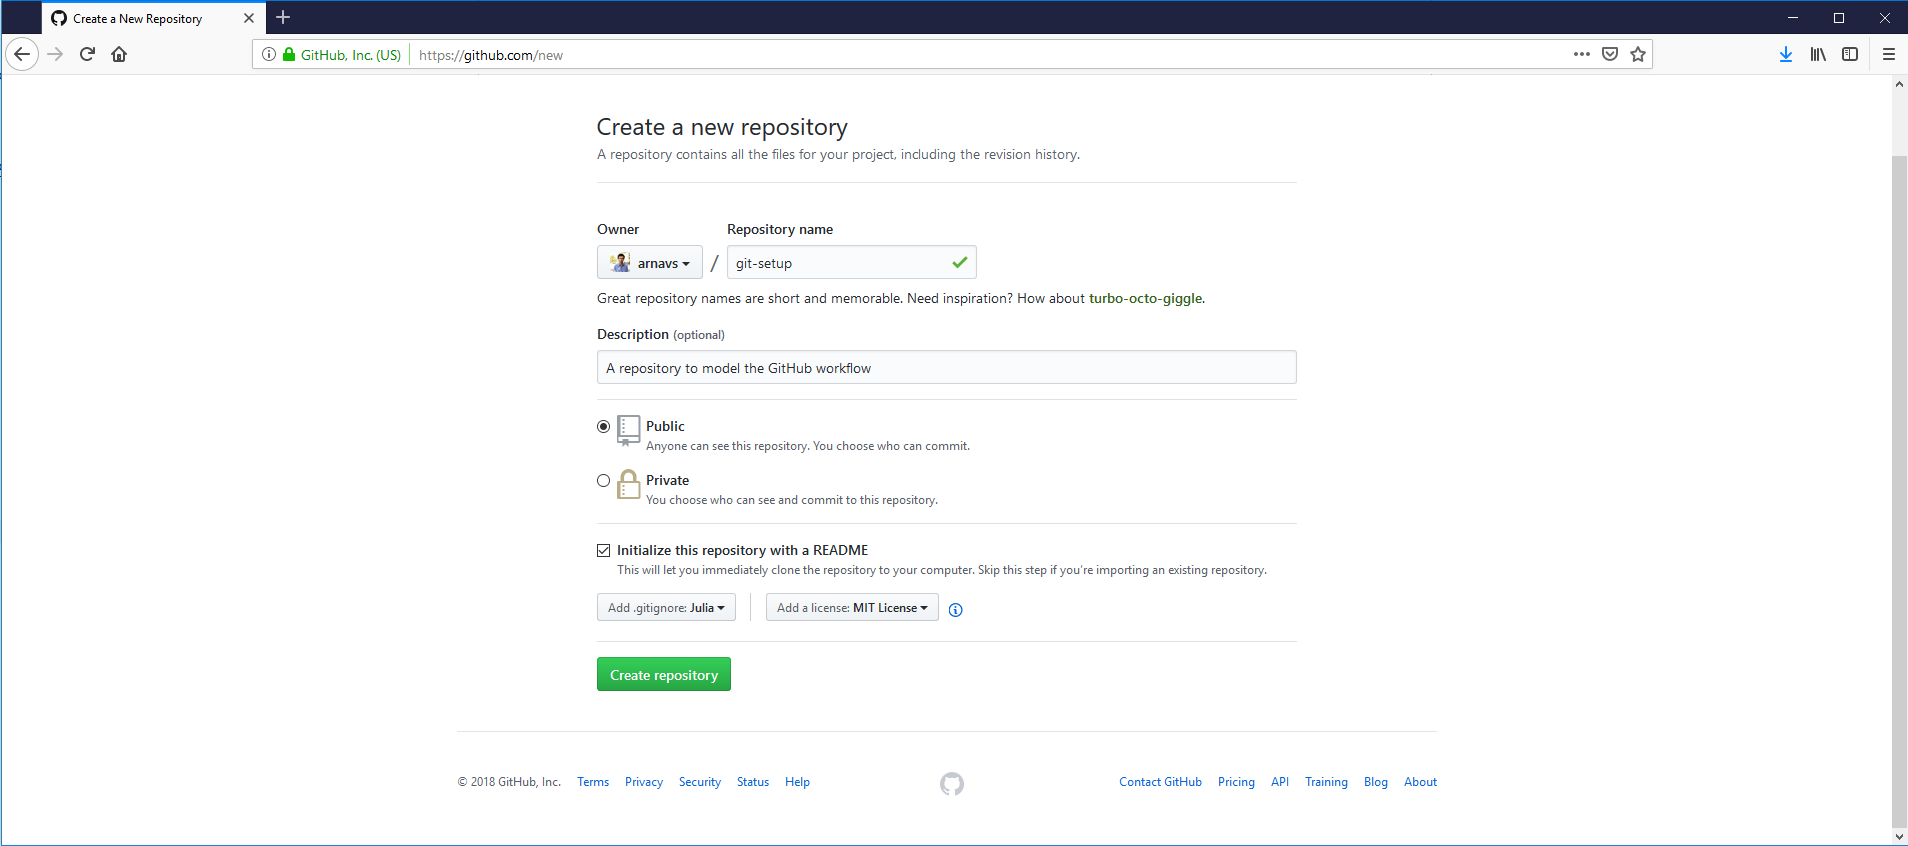 Create a New Repository
GitHub, Inc. (US) https://github.com/new
Create a new repository
A repository contains all the files for your project, including the revision history.
Owner Repository name
arnavs / git-setup
Great repository names are short and memorable. Need inspiration? How about turbo-octo-giggle.
Description (optional)
A repository to model the GitHub workflow
Public
Anyone can see this repository. You choose who can commit.
Private
You choose who can see and commit to this repository.
Initialize this repository with a README
This will let you immediately clone the repository to your computer. Skip this step if you're importing an existing repository.
Add .gitignore: Julia Add a license: MIT License
Create repository
© 2018 GitHub, Inc. Terms Privacy Security Status Help Contact GitHub Pricing API Training Blog About